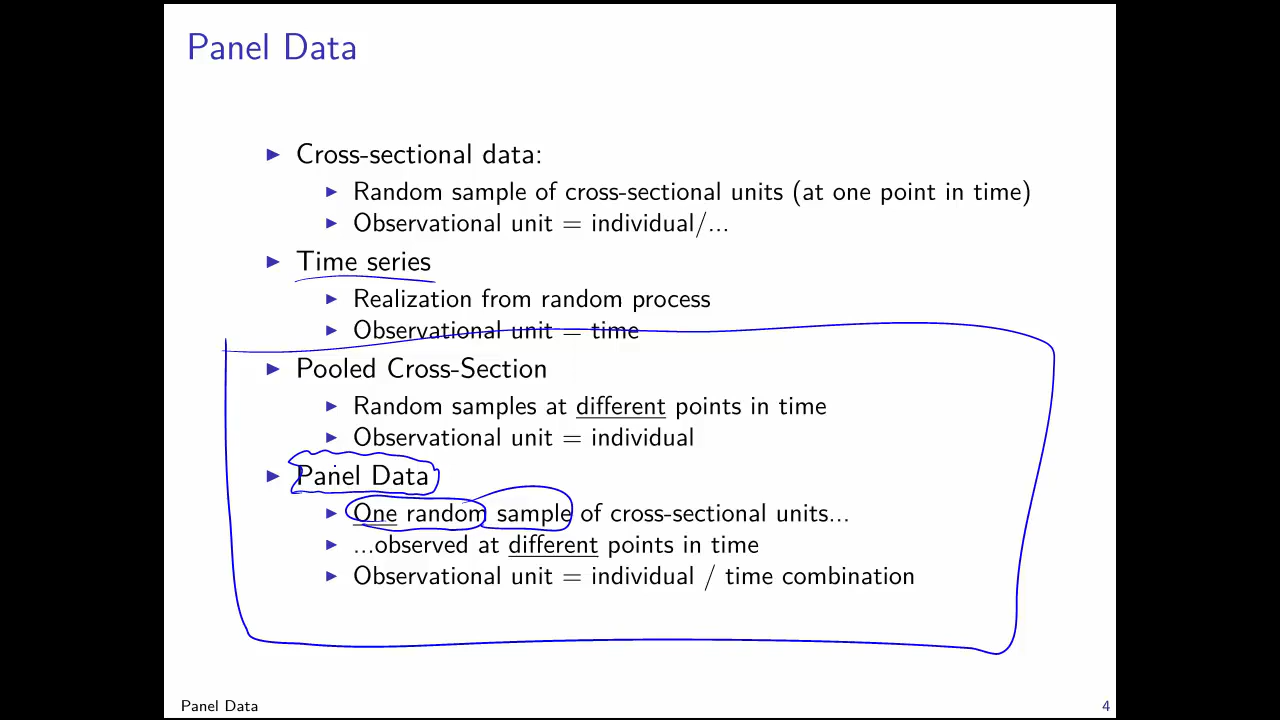 Panel Data
Cross-sectional data:
Random sample of cross-sectional units (at one point in time)
Observational unit = individual/...
Time series
Realization from random process
Observational unit = time
Pooled Cross-Section
Random samples at different points in time
Observational unit = individual
Panel Data
One random sample of cross-sectional units...
...observed at different points in time
Observational unit = individual / time combination
Panel Data
4